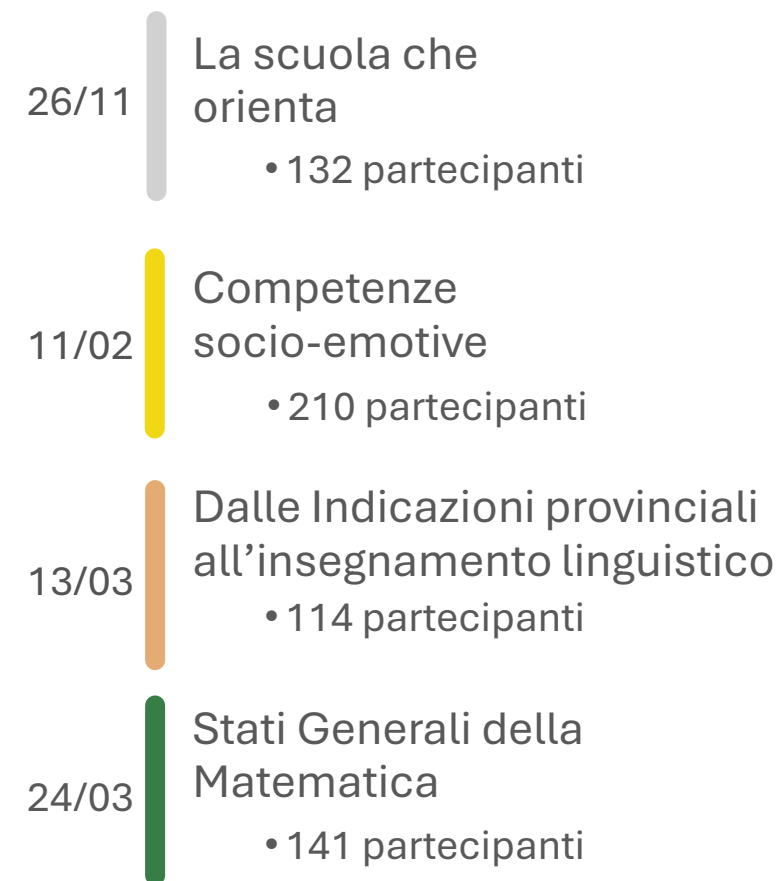 26/11
La scuola che
orienta
• 132 partecipanti
11/02
Competenze
socio-emotive
• 210 partecipanti
13/03
Dalle Indicazioni provinciali
all’insegnamento linguistico
• 114 partecipanti
24/03
Stati Generali della
Matematica
• 141 partecipanti